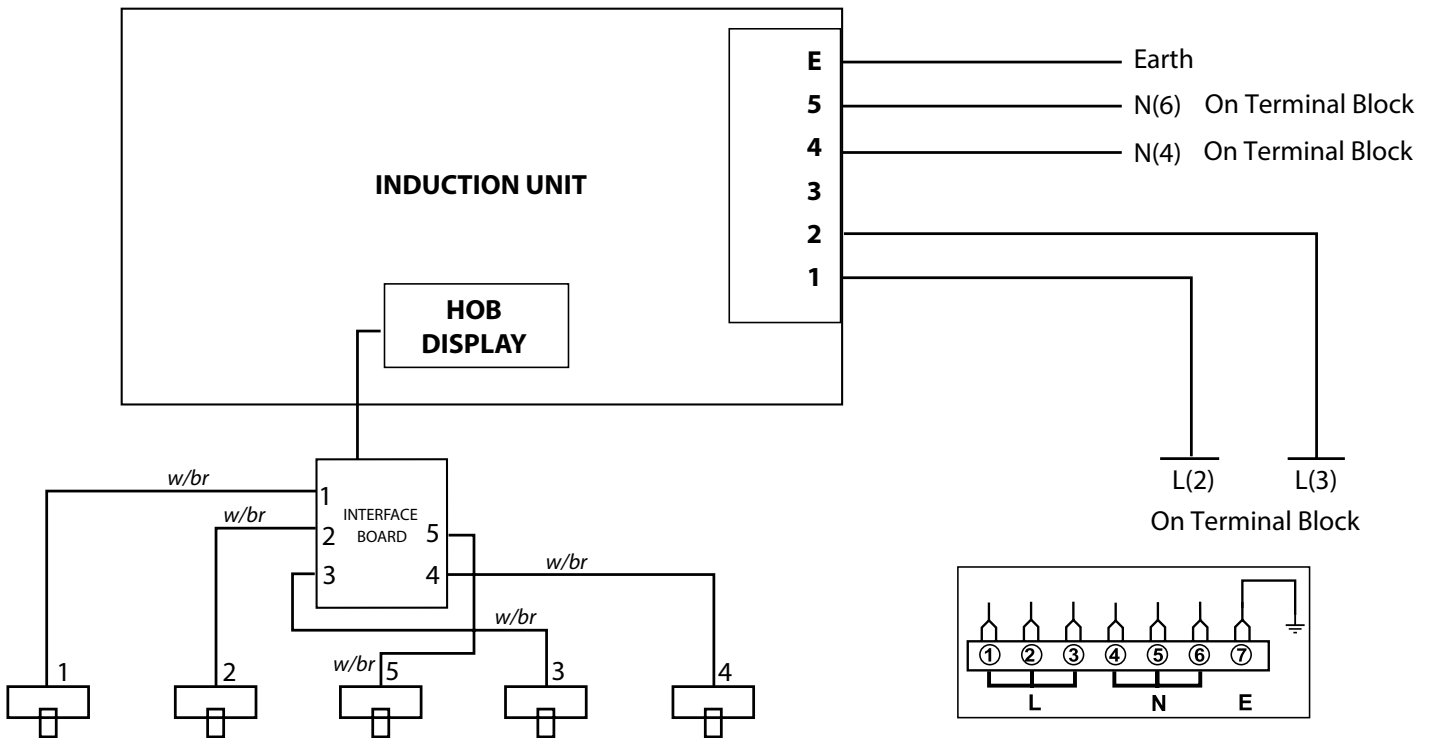 E
Earth
5
N(6) On Terminal Block
4
N(4) On Terminal Block
3
2
1
INDUCTION UNIT
HOB
DISPLAY
L(2)
L(3)
On Terminal Block
w/br
w/br
w/br
w/br
w/br
1
2
3
INTERFACE
BOARD
5
4
1
2
5
3
4
1 2 3 4 5 6 7
L N E